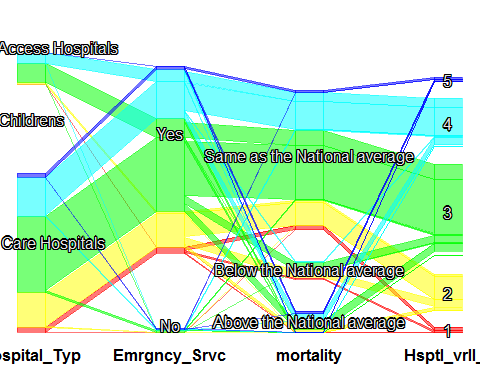 Access Hospitals
Childrens
Care Hospitals
Yes
No
Same as the National average
Below the National average
Above the National average
5
4
3
2
1
ospital_Typ Emrgncy_Srvc mortality Hsptl_vrll_